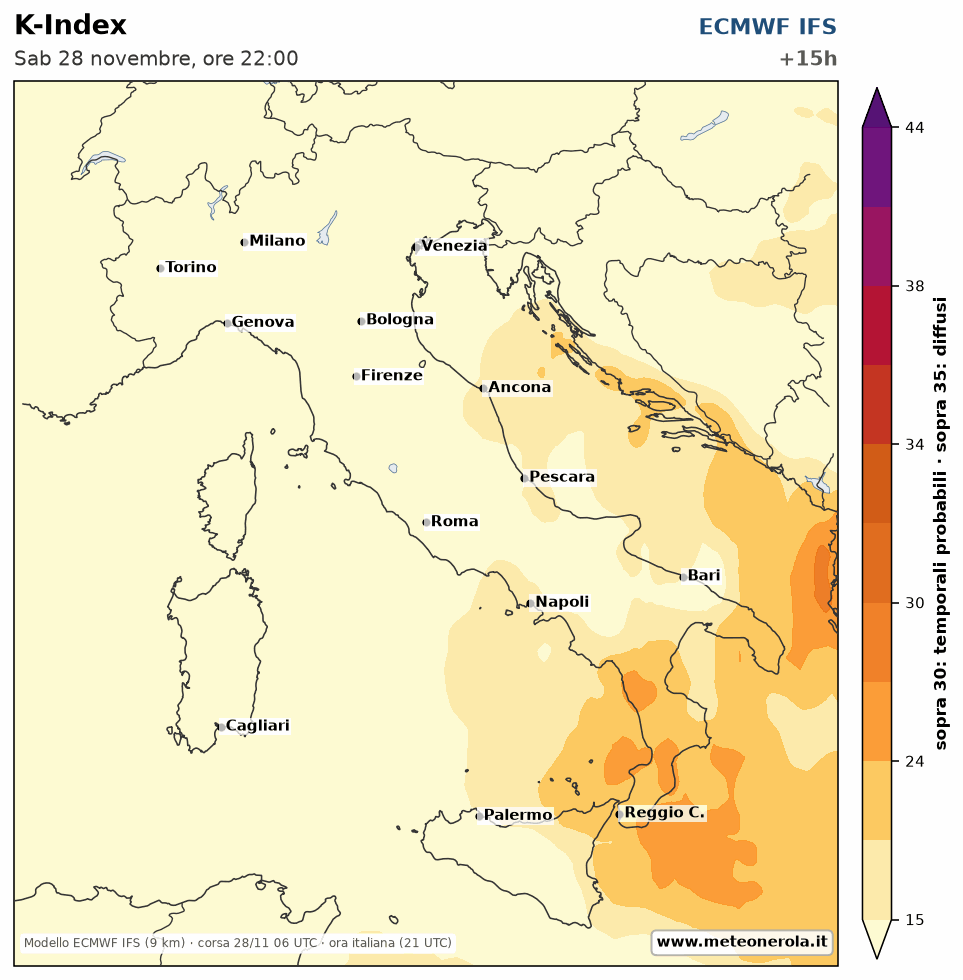 K-Index
ECMWF IFS
Sab 28 novembre, ore 22:00
+15h
Milano
Venezia
Torino
Genova
Bologna
Firenze
Ancona
Pescara
Roma
Bari
Napoli
Cagliari
Palermo
Reggio C.
44
38
34
30
24
15
sopra 30: temporali probabili · sopra 35: diffusi
Modello ECMWF IFS (9 km) · corsa 28/11 06 UTC · ora italiana (21 UTC)
www.meteonerola.it